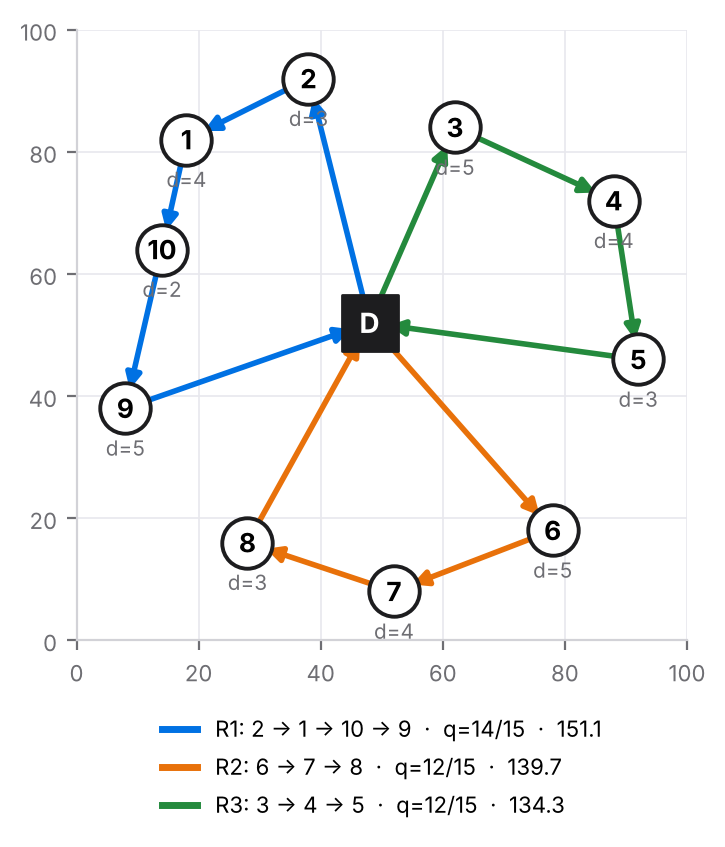 100
80
60
40
20
0
0 20 40 60 80 100
2
d=3
3
d=5
1
d=4
4
d=4
10
d=2
D
5
d=3
9
d=5
6
d=5
8
d=3
7
d=4
R1: 2 → 1 → 10 → 9 · q=14/15 · 151.1
R2: 6 → 7 → 8 · q=12/15 · 139.7
R3: 3 → 4 → 5 · q=12/15 · 134.3